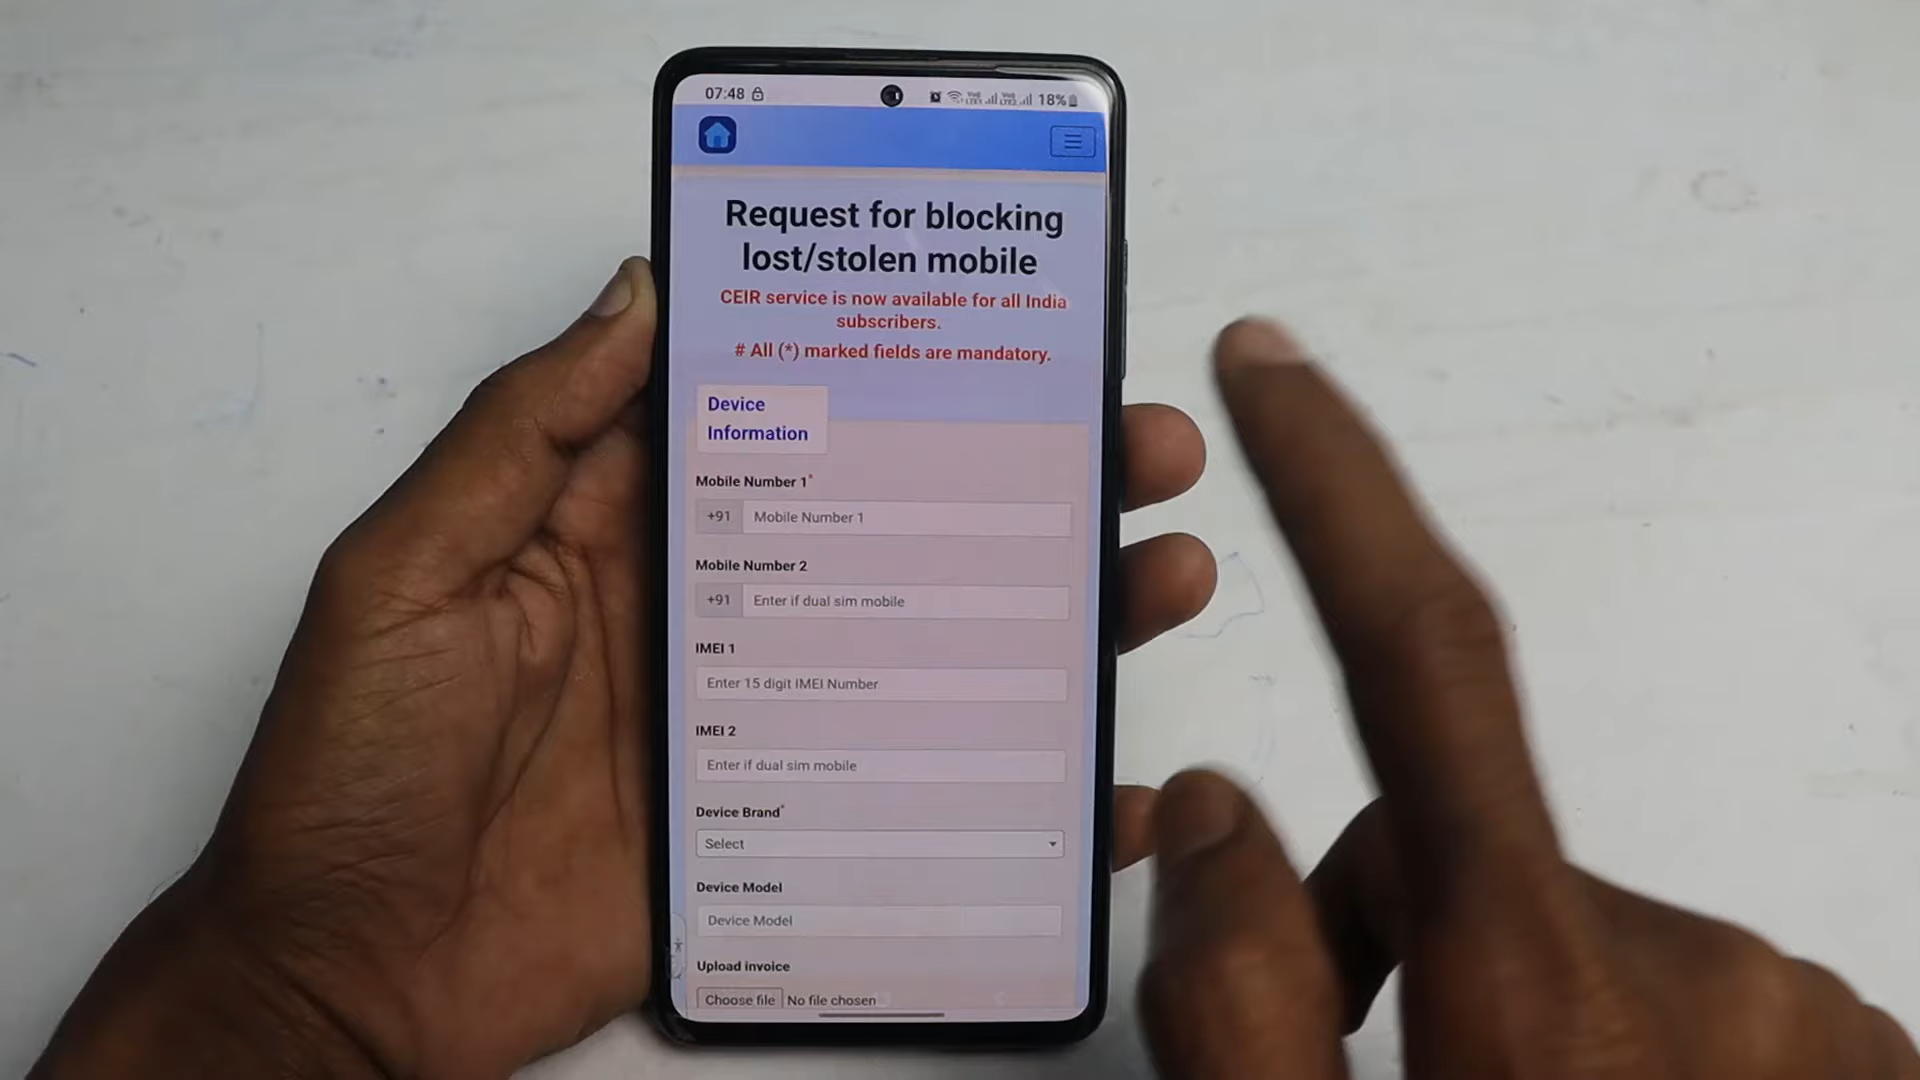 07:48
18%
Request for blocking
lost/stolen mobile
CEIR service is now available for all India
subscribers.
# All (*) marked fields are mandatory.
Device
Information
Mobile Number 1*
+91 Mobile Number 1
Mobile Number 2
+91 Enter if dual sim mobile
IMEI 1
Enter 15 digit IMEI Number
IMEI 2
Enter if dual sim mobile
Device Brand*
Select
Device Model
Device Model
Upload invoice
Choose file No file chosen